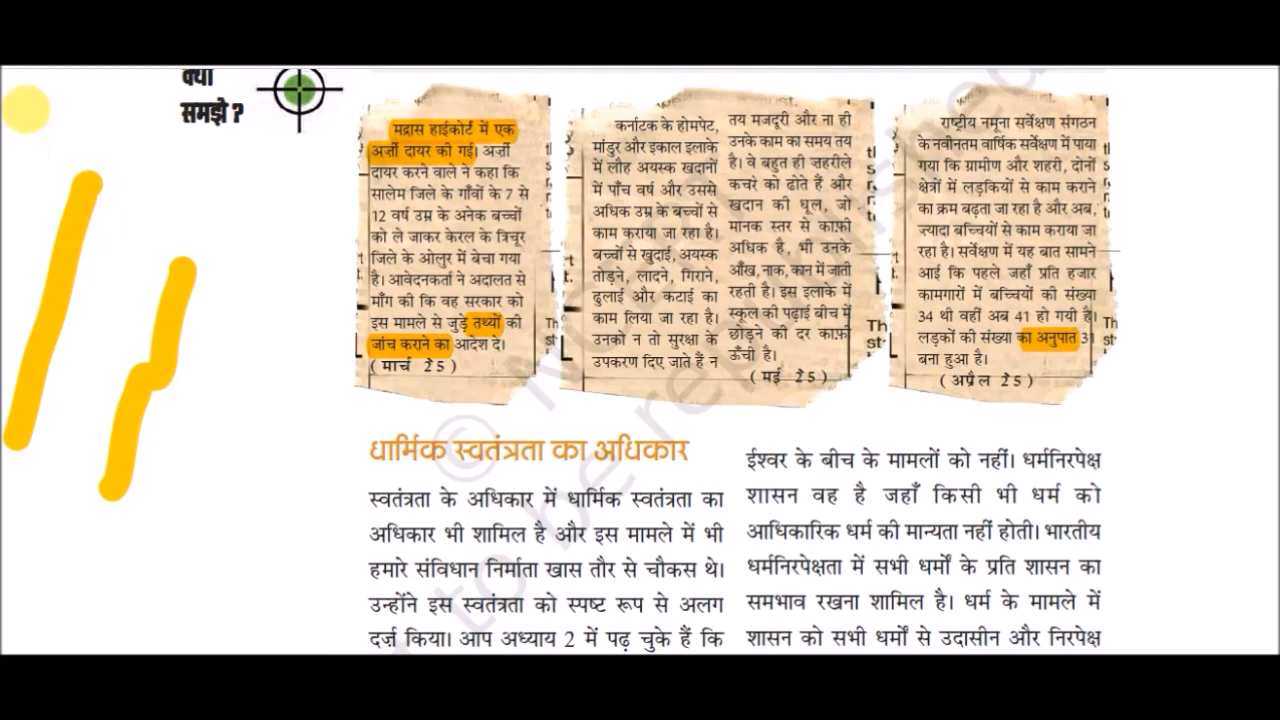 क्या
समझे ?
मद्रास हाईकोर्ट में एक
अर्ज़ी दायर की गई। अर्ज़ी
दायर करने वाले ने कहा कि
सालेम जिले के गाँवों के 7 से
12 वर्ष उम्र के अनेक बच्चों
को ले जाकर केरल के त्रिचूर
जिले के ओलुर में बेचा गया
है। आवेदनकर्ता ने अदालत से
माँग की कि वह सरकार को
इस मामले से जुड़े तथ्यों की
जांच कराने का आदेश दे।
(मार्च 25)
कर्नाटक के होमपेट,
मांडुर और इकाल इलाके
में लौह अयस्क खदानों
में पाँच वर्ष और उससे
अधिक उम्र के बच्चों से
काम कराया जा रहा है।
बच्चों से खुदाई, अयस्क
तोड़ने, लादने, गिराने,
ढुलाई और कटाई का
काम लिया जा रहा है।
उनको न तो सुरक्षा के
उपकरण दिए जाते हैं न
तय मजदूरी और ना ही
उनके काम का समय तय
है। वे बहुत ही ज़हरीले
कचरे को ढोते हैं और
खदान की धूल, जो
मानक स्तर से काफ़ी
अधिक है, भी उनके
आँख, नाक, कान में जाती
रहती है। इस इलाके में
स्कूल की पढ़ाई बीच में
छोड़ने की दर काफ़ी
ऊँची है।
(मई 25)
राष्ट्रीय नमूना सर्वेक्षण संगठन
के नवीनतम वार्षिक सर्वेक्षण में पाया
गया कि ग्रामीण और शहरी, दोनों
क्षेत्रों में लड़कियों से काम कराने
का क्रम बढ़ता जा रहा है और अब,
ज़्यादा बच्चियों से काम कराया जा
रहा है। सर्वेक्षण में यह बात सामने
आई कि पहले जहाँ प्रति हजार
कामगारों में बच्चियों की संख्या
34 थी वहीं अब 41 हो गयी है।
लड़कों की संख्या का अनुपात 31
बना हुआ है।
(अप्रैल 25)
धार्मिक स्वतंत्रता का अधिकार
स्वतंत्रता के अधिकार में धार्मिक स्वतंत्रता का
अधिकार भी शामिल है और इस मामले में भी
हमारे संविधान निर्माता खास तौर से चौकस थे।
उन्होंने इस स्वतंत्रता को स्पष्ट रूप से अलग
दर्ज़ किया। आप अध्याय 2 में पढ़ चुके हैं कि
ईश्वर के बीच के मामलों को नहीं। धर्मनिरपेक्ष
शासन वह है जहाँ किसी भी धर्म को
आधिकारिक धर्म की मान्यता नहीं होती। भारतीय
धर्मनिरपेक्षता में सभी धर्मों के प्रति शासन का
समभाव रखना शामिल है। धर्म के मामले में
शासन को सभी धर्मों से उदासीन और निरपेक्ष